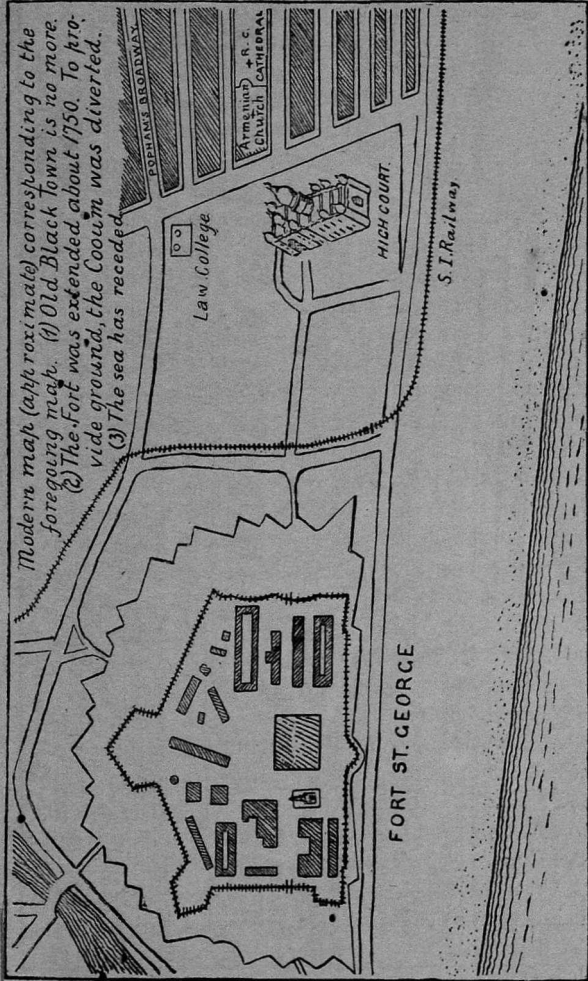 Modern map (approximate) corresponding to the
foregoing map. (1) Old Black Town is no more.
(2) The Fort was extended about 1750. To pro-
vide ground, the Cooum was diverted.
(3) The sea has receded
POPHAM'S BROADWAY.
Armenian
Church
+ R.C.
CATHEDRAL
Law College
HIGH COURT.
S.I. Railway
FORT ST. GEORGE